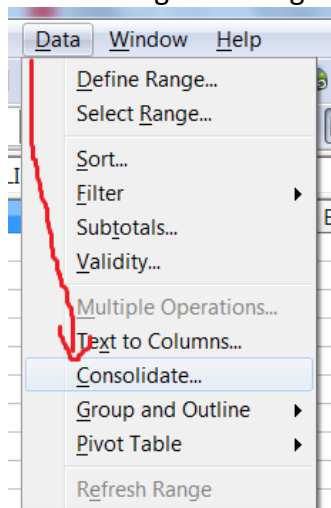 Data Window Help
Define Range...
Select Range...
Sort...
Filter
Subtotals...
Validity...
Multiple Operations...
Text to Columns...
Consolidate...
Group and Outline
Pivot Table
Refresh Range